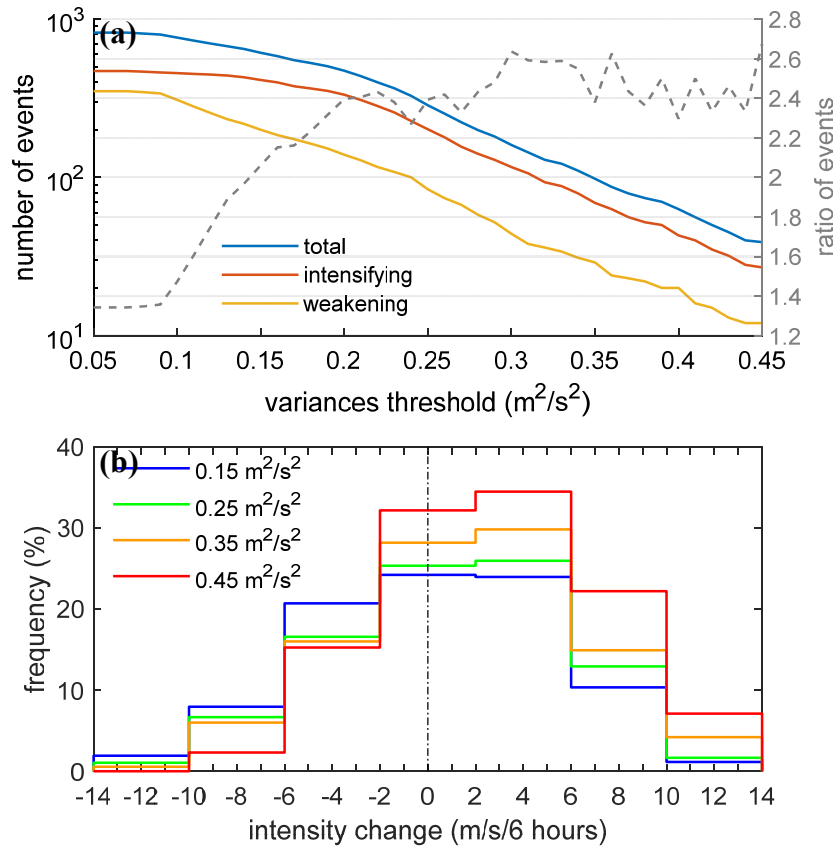 (a)
10^3
10^2
10^1
number of events
total
intensifying
weakening
2.8
2.6
2.4
2.2
2
1.8
1.6
1.4
1.2
ratio of events
0.05 0.1 0.15 0.2 0.25 0.3 0.35 0.4 0.45
variances threshold (m^2/s^2)
(b)
0.15 m^2/s^2
0.25 m^2/s^2
0.35 m^2/s^2
0.45 m^2/s^2
40
30
20
10
0
frequency (%)
-14 -12 -10 -8 -6 -4 -2 0 2 4 6 8 10 12 14
intensity change (m/s/6 hours)